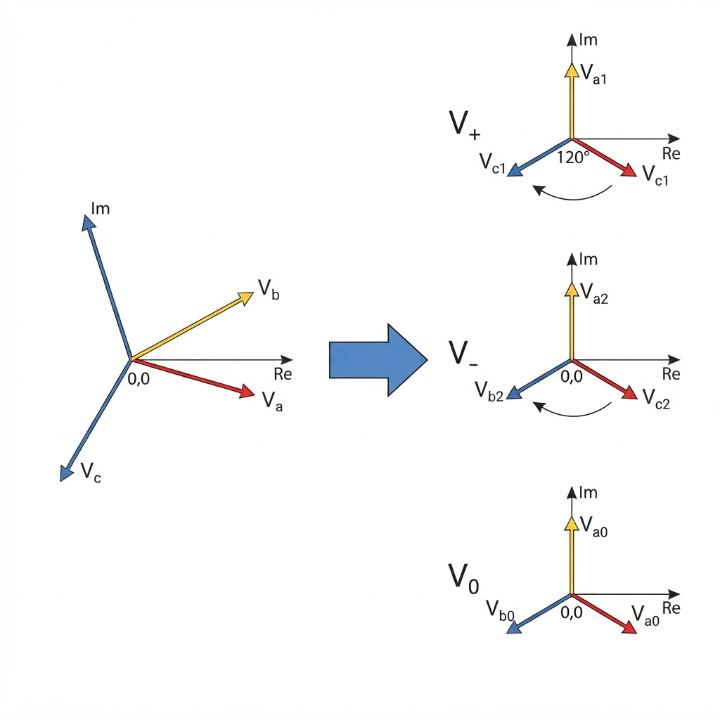 Im
V_b
0,0
Re
V_a
V_c
V_+
Im
V_a1
V_c1
120°
Re
V_c1
V_-
Im
V_a2
V_b2
0,0
Re
V_c2
V_0
Im
V_a0
V_b0
0,0
V_a0
Re